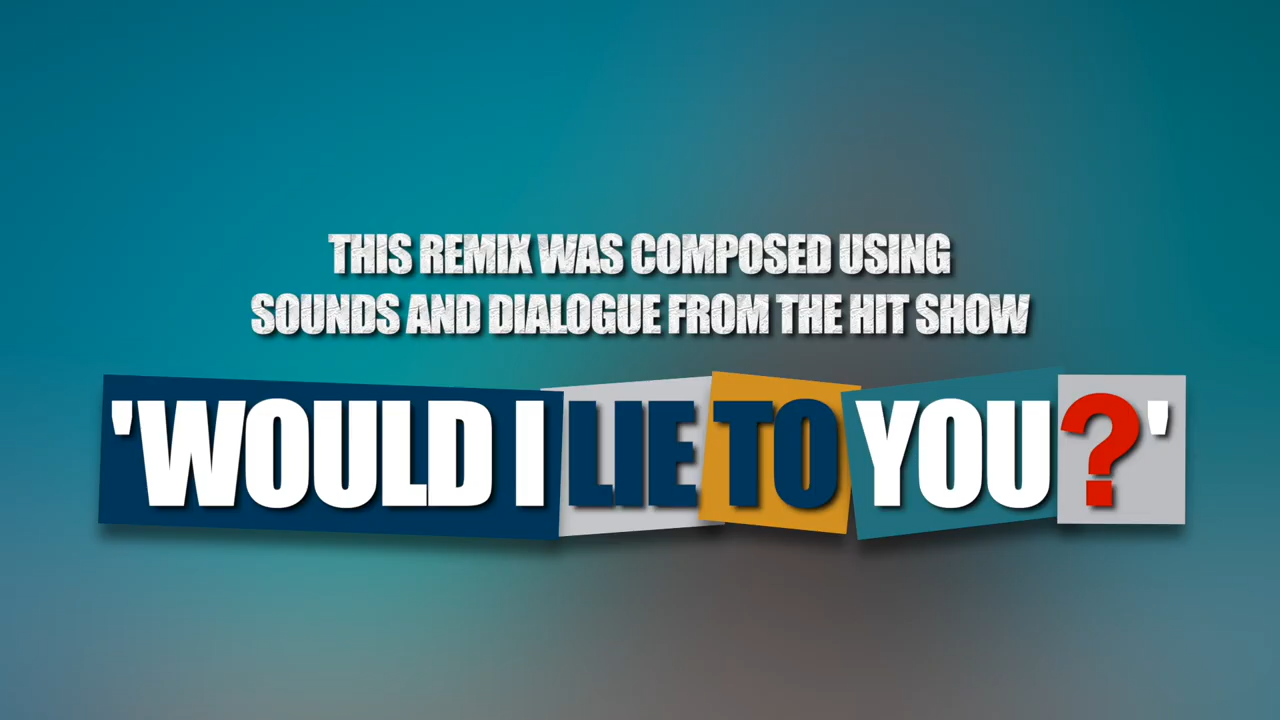 THIS REMIX WAS COMPOSED USING
SOUNDS AND DIALOGUE FROM THE HIT SHOW
'WOULD I LIE TO YOU?'